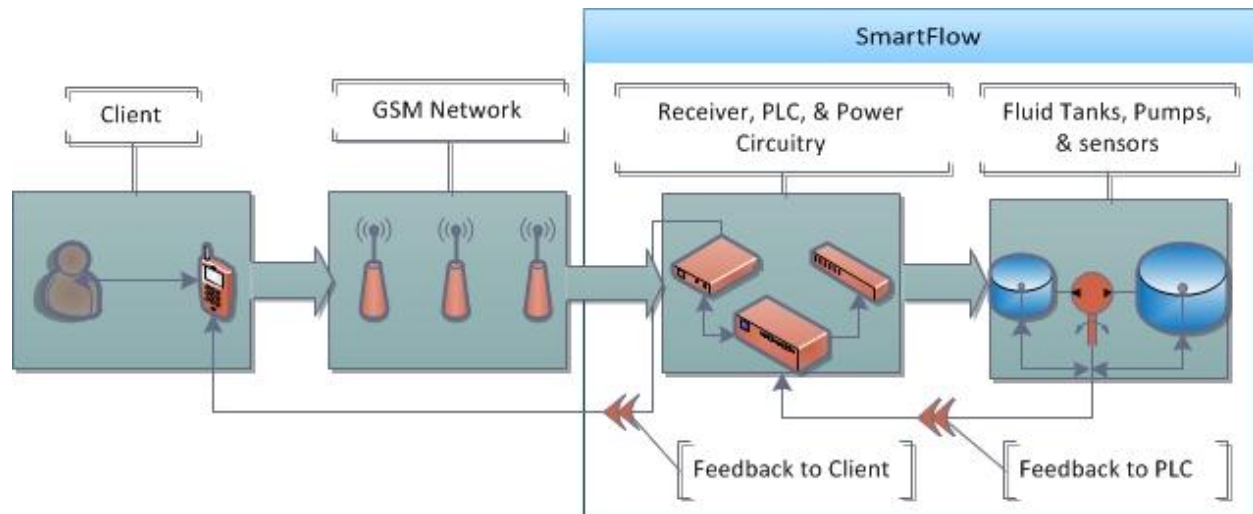 SmartFlow
Client
GSM Network
Receiver, PLC, & Power
Circuitry
Fluid Tanks, Pumps,
& sensors
Feedback to Client
Feedback to PLC